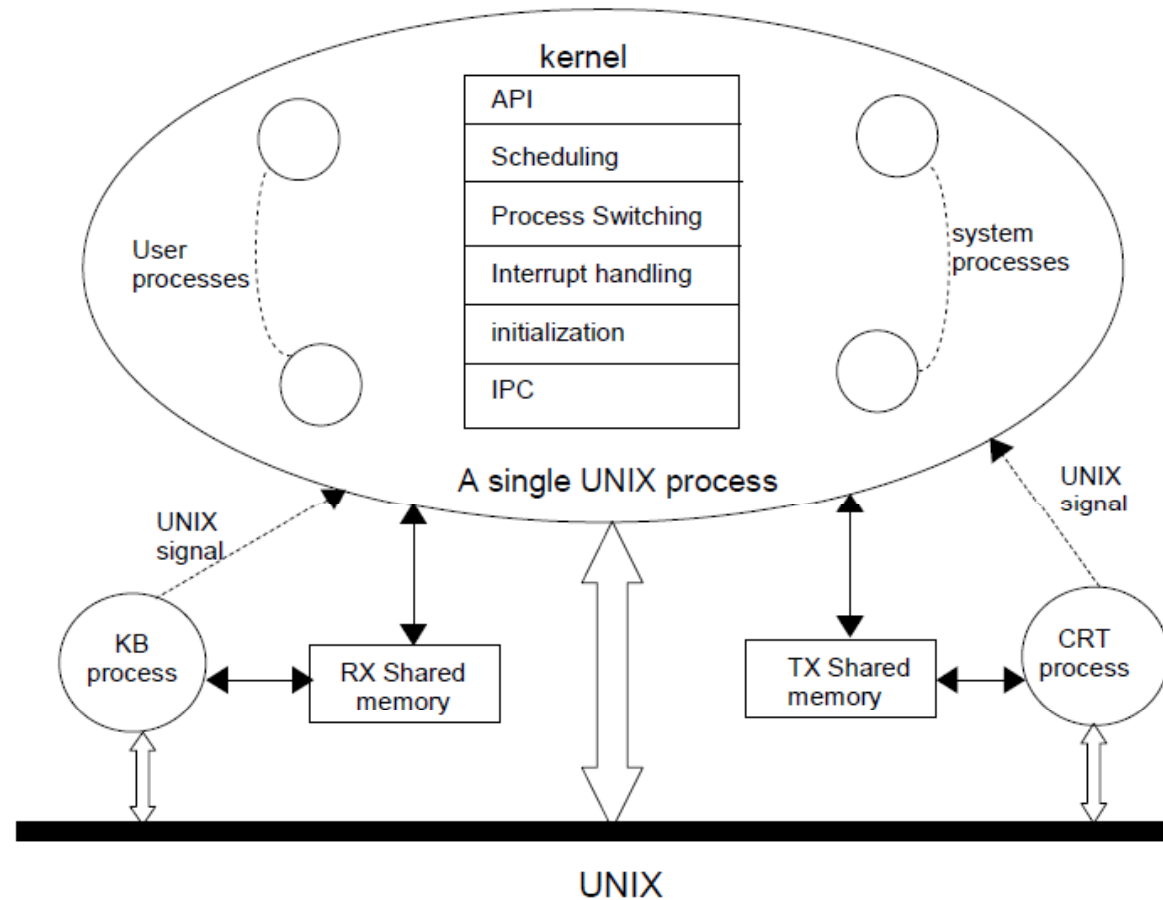 kernel
API
Scheduling
Process Switching
Interrupt handling
initialization
IPC
User
processes
system
processes
A single UNIX process
UNIX
signal
UNIX
signal
KB
process
RX Shared
memory
TX Shared
memory
CRT
process
UNIX